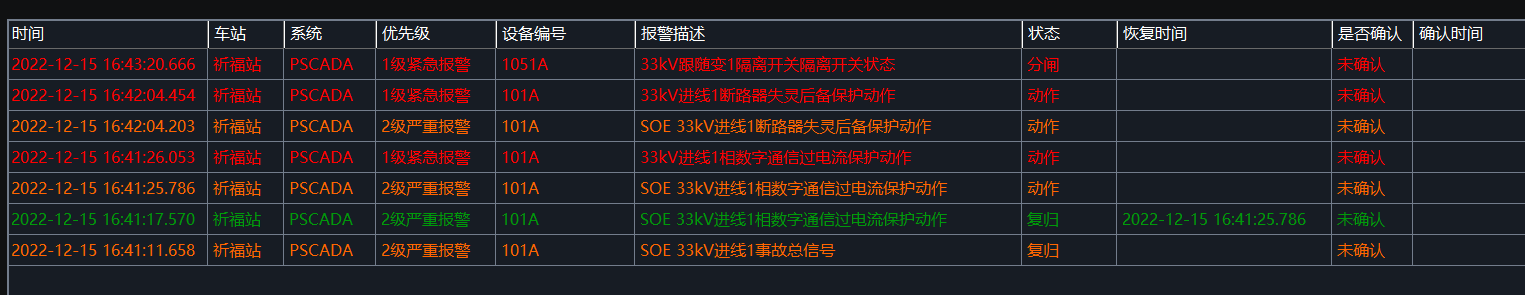 时间 车站 系统 优先级 设备编号 报警描述 状态 恢复时间 是否确认 确认时间
2022-12-15 16:43:20.666 祈福站 PSCADA 1级紧急报警 1051A 33kV跟随变1隔离开关隔离开关状态 分闸 未确认
2022-12-15 16:42:04.454 祈福站 PSCADA 1级紧急报警 101A 33kV进线1断路器失灵后备保护动作 动作 未确认
2022-12-15 16:42:04.203 祈福站 PSCADA 2级严重报警 101A SOE 33kV进线1断路器失灵后备保护动作 动作 未确认
2022-12-15 16:41:26.053 祈福站 PSCADA 1级紧急报警 101A 33kV进线1相数字通信过电流保护动作 动作 未确认
2022-12-15 16:41:25.786 祈福站 PSCADA 2级严重报警 101A SOE 33kV进线1相数字通信过电流保护动作 动作 未确认
2022-12-15 16:41:17.570 祈福站 PSCADA 2级严重报警 101A SOE 33kV进线1相数字通信过电流保护动作 复归 2022-12-15 16:41:25.786 未确认
2022-12-15 16:41:11.658 祈福站 PSCADA 2级严重报警 101A SOE 33kV进线1事故总信号 复归 未确认